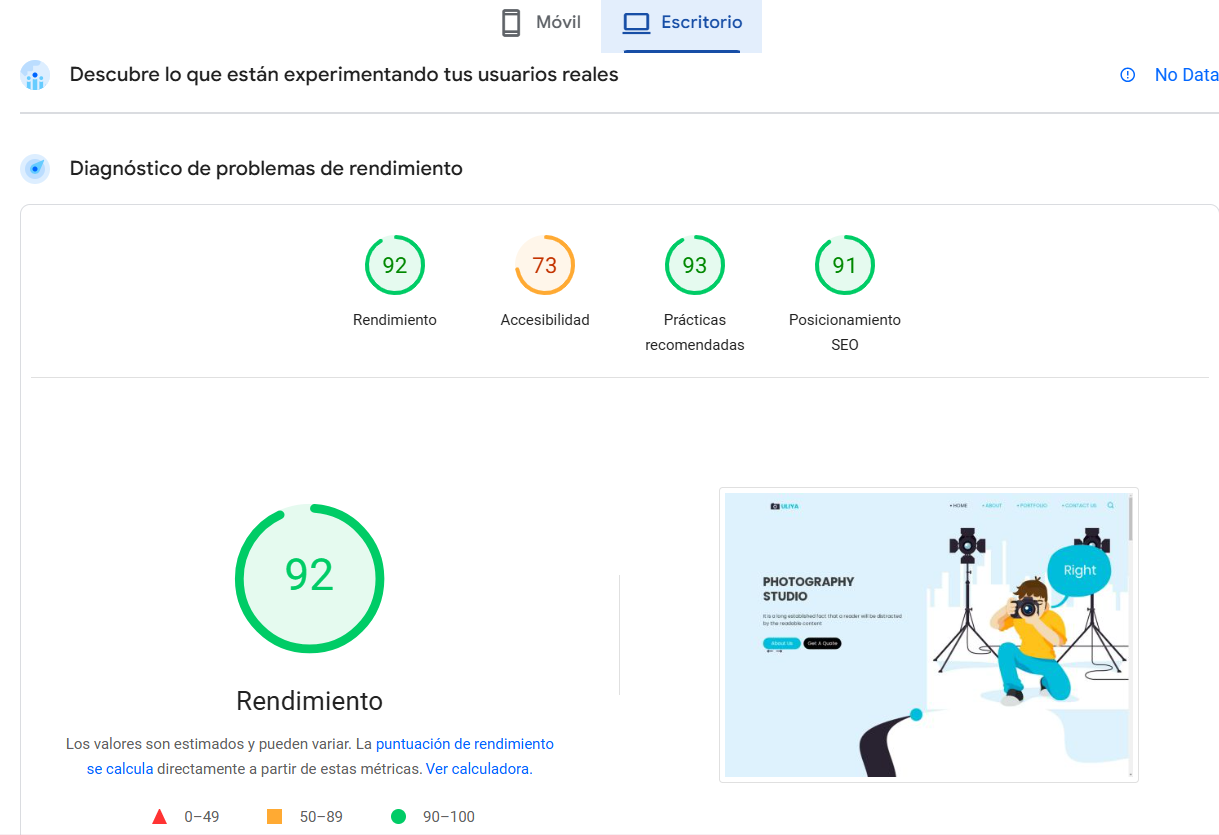 Móvil
Escritorio
Descubre lo que están experimentando tus usuarios reales
No Data
Diagnóstico de problemas de rendimiento
92
73
93
91
Rendimiento
Accesibilidad
Prácticas
recomendadas
Posicionamiento
SEO
92
Rendimiento
Los valores son estimados y pueden variar. La puntuación de rendimiento
se calcula directamente a partir de estas métricas. Ver calculadora.
0–49
50–89
90–100
ULIYA
HOME
ABOUT
PORTFOLIO
CONTACT US
Right
PHOTOGRAPHY
STUDIO
It is a long established fact that a reader will be distracted
by the readable content
About Us
Get A Quote